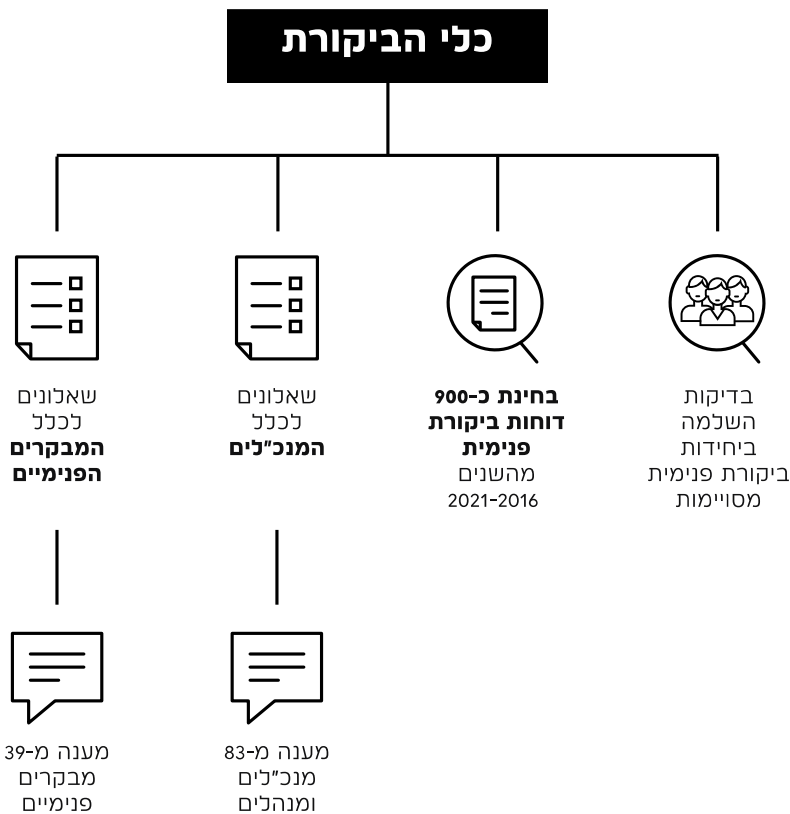 כלי הביקורת
בדיקות
השלמה
ביחידות
ביקורת פנימית
מסויימות
בחינת כ-900
דוחות ביקורת
פנימית
מהשנים
2021-2016
שאלונים
לכלל
המנכ"לים
מענה מ-83
מנכ"לים
ומנהלים
שאלונים
לכלל
המבקרים
הפנימיים
מענה מ-39
מבקרים
פנימיים